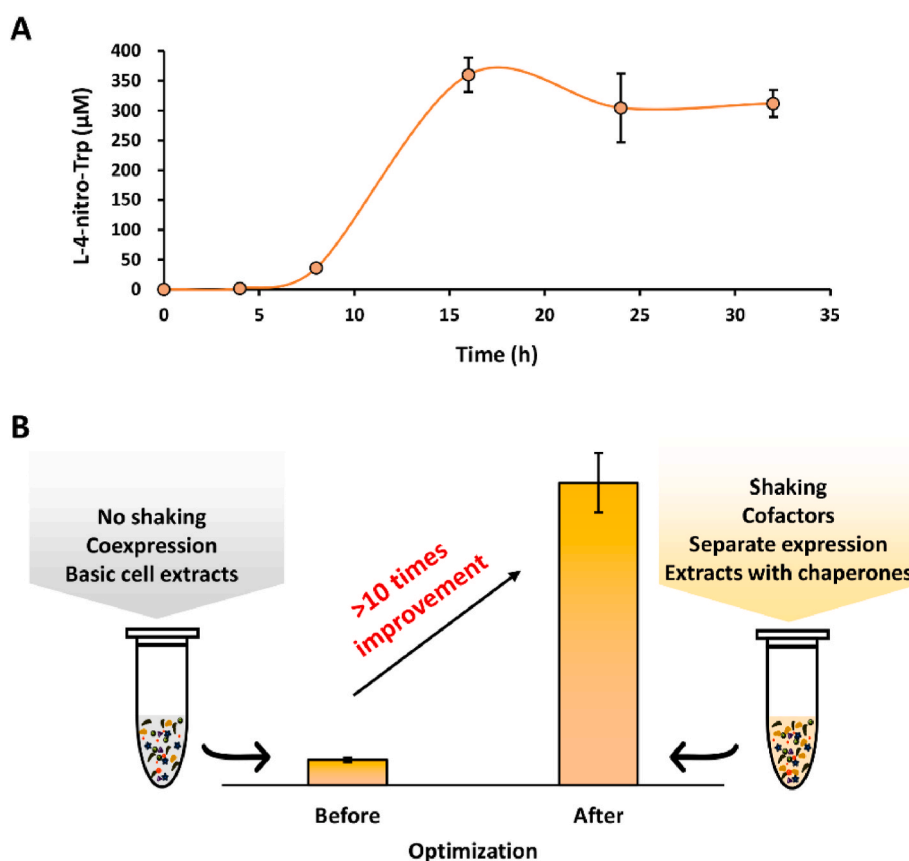 A
L-4-nitro-Trp (µM)
400
350
300
250
200
150
100
50
0
0 5 10 15 20 25 30 35
Time (h)
B
No shaking
Coexpression
Basic cell extracts
>10 times
improvement
Shaking
Cofactors
Separate expression
Extracts with chaperones
Before After
Optimization